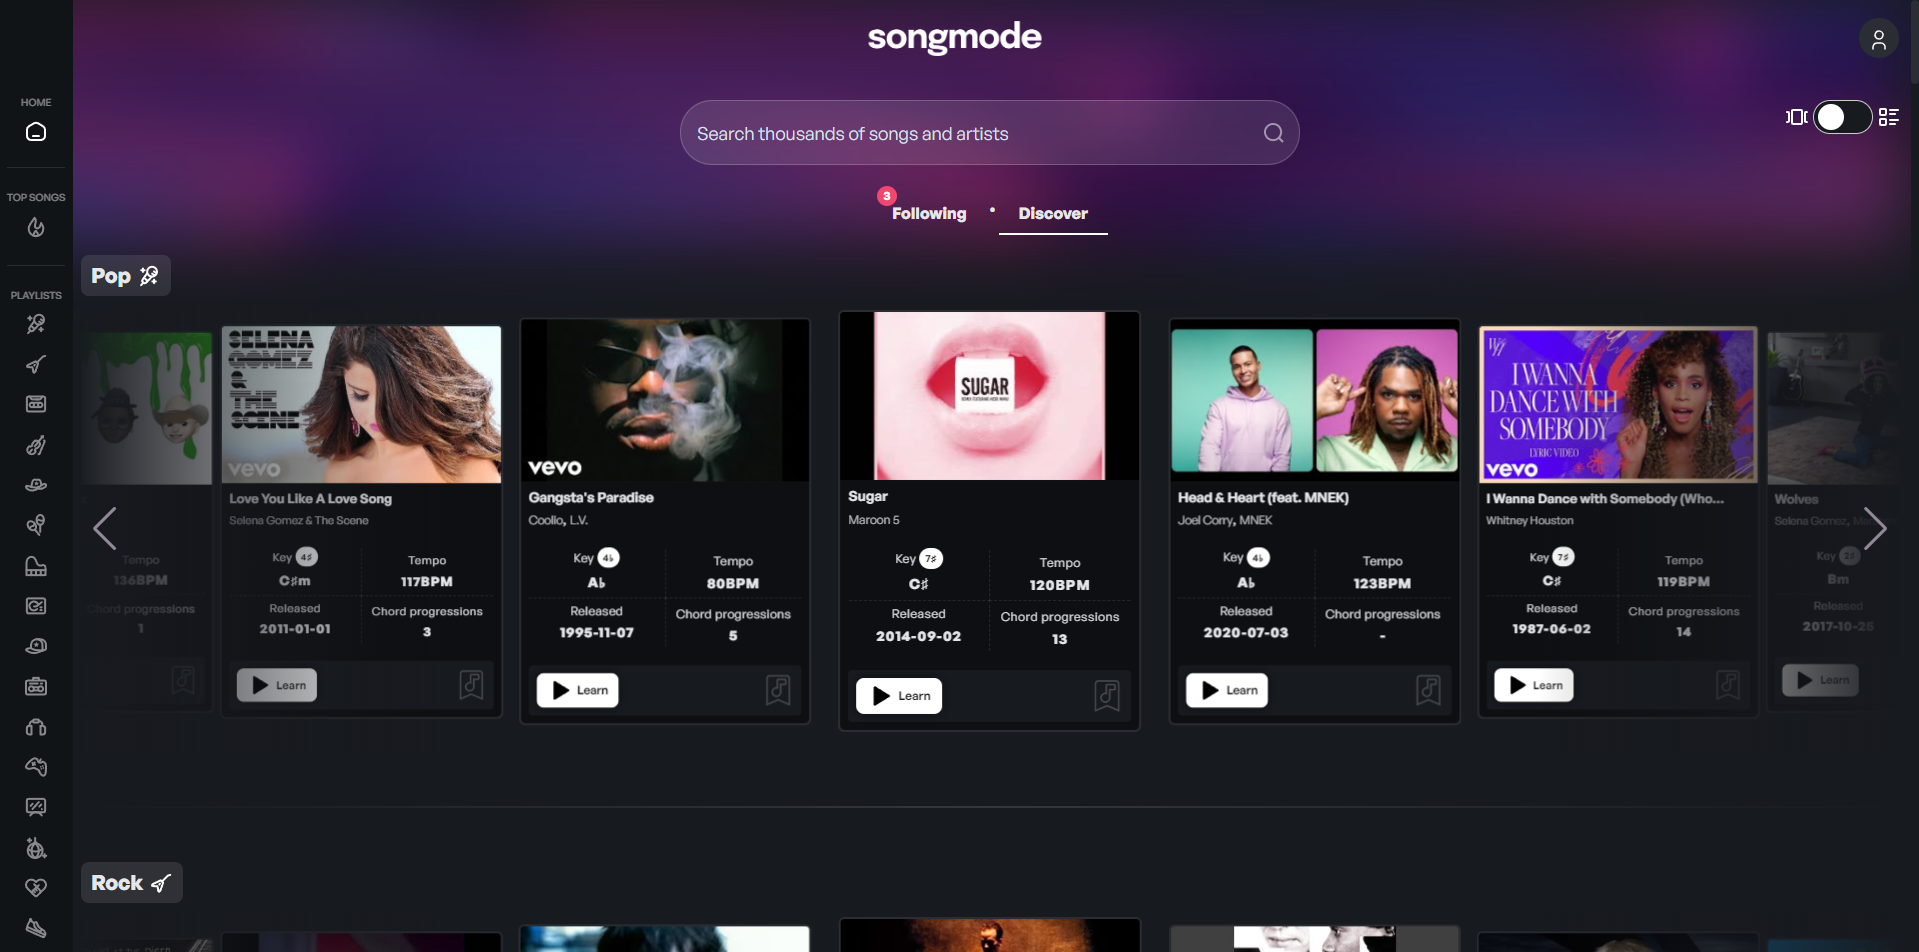 songmode
HOME
Search thousands of songs and artists
TOP SONGS
3
Following • Discover
Pop
PLAYLISTS
SELENA
GOMEZ
&
THE
SCENE
vevo
Love You Like A Love Song
Selena Gomez & The Scene
Key 4♯
C♯m
Tempo
117BPM
Released
2011-01-01
Chord progressions
3
Learn
Tempo
136BPM
Chord progressions
1
vevo
Gangsta's Paradise
Coolio, L.V.
Key 4♭
A♭
Tempo
80BPM
Released
1995-11-07
Chord progressions
5
Learn
SUGAR
Sugar
Maroon 5
Key 7♯
C♯
Tempo
120BPM
Released
2014-09-02
Chord progressions
13
Learn
Head & Heart (feat. MNEK)
Joel Corry, MNEK
Key 4♭
A♭
Tempo
123BPM
Released
2020-07-03
Chord progressions
-
Learn
I WANNA
DANCE WITH
SOMEBODY
LYRIC VIDEO
vevo
I Wanna Dance with Somebody (Who...
Whitney Houston
Key 7♯
C♯
Tempo
119BPM
Released
1987-06-02
Chord progressions
14
Learn
Wolves
Selena Gomez,
Key 2♯
Bm
Released
2017-10-25
Learn
Rock